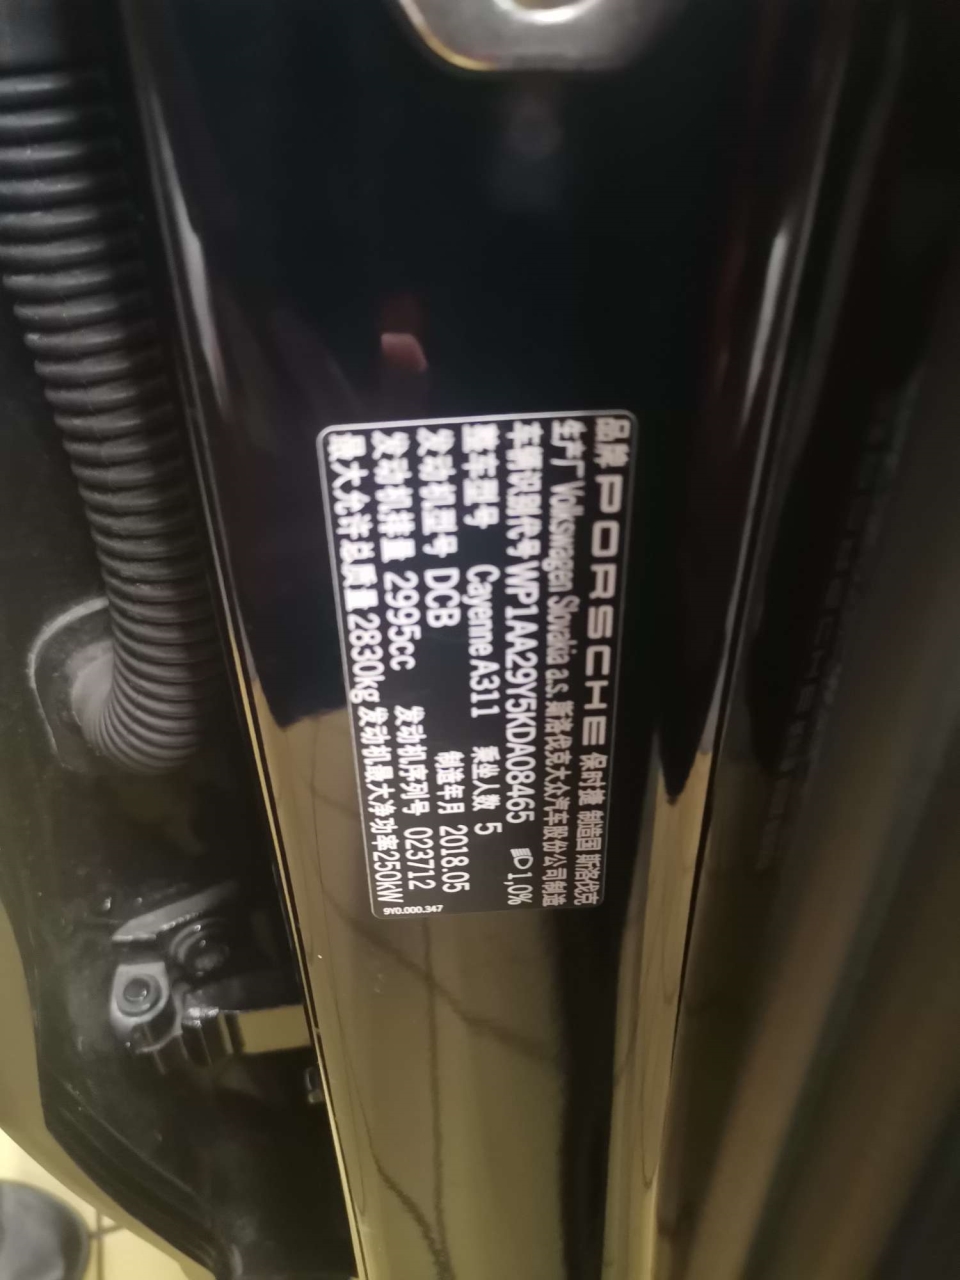 品牌 PORSCHE 保时捷 制造国 斯洛伐克
生产厂 Volkswagen Slovakia a.s. 斯洛伐克大众汽车股份公司制造
车辆识别代号 WP1AA29Y5KDA08465 1,0%
整车型号 Cayenne A311 乘坐人数 5
发动机型号 DCB 制造年月 2018.05
发动机排量 2995cc 发动机序列号 023712
最大允许总质量 2830kg 发动机最大净功率250kW
9Y0.000.347